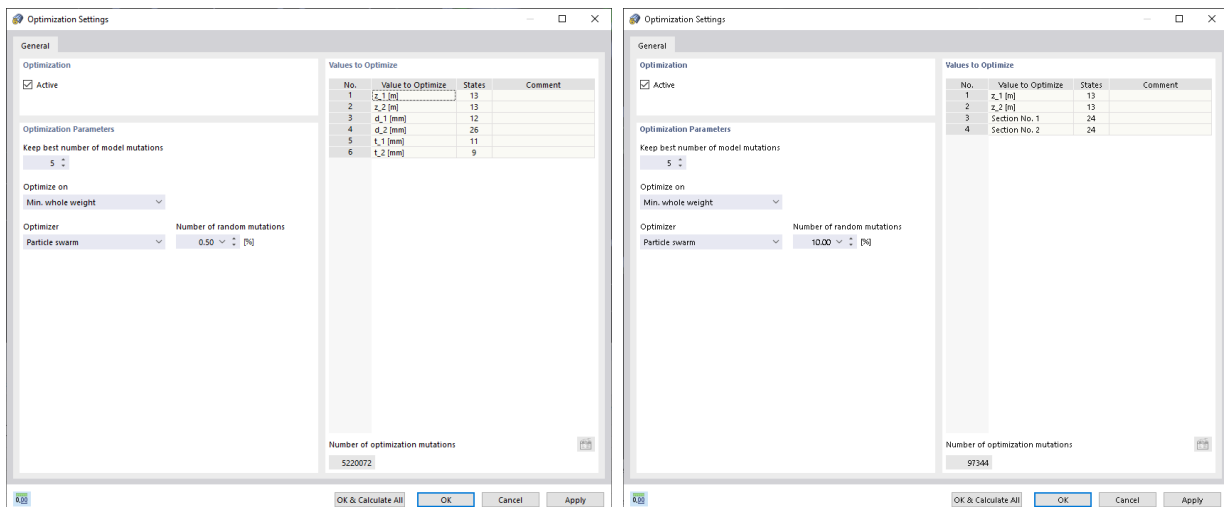 Optimization Settings
General
Optimization
Active
Optimization Parameters
Keep best number of model mutations
5
Optimize on
Min. whole weight
Optimizer
Number of random mutations
Particle swarm
0.50
[%]
Values to Optimize
No. Value to Optimize States Comment
1 z_1 [m] 13
2 z_2 [m] 13
3 d_1 [mm] 12
4 d_2 [mm] 26
5 t_1 [mm] 11
6 t_2 [mm] 9
Number of optimization mutations
5220072
0,00
OK & Calculate All
OK
Cancel
Apply
Optimization Settings
General
Optimization
Active
Optimization Parameters
Keep best number of model mutations
5
Optimize on
Min. whole weight
Optimizer
Number of random mutations
Particle swarm
10.00
[%]
Values to Optimize
No. Value to Optimize States Comment
1 z_1 [m] 13
2 z_2 [m] 13
3 Section No. 1 24
4 Section No. 2 24
Number of optimization mutations
97344
0,00
OK & Calculate All
OK
Cancel
Apply